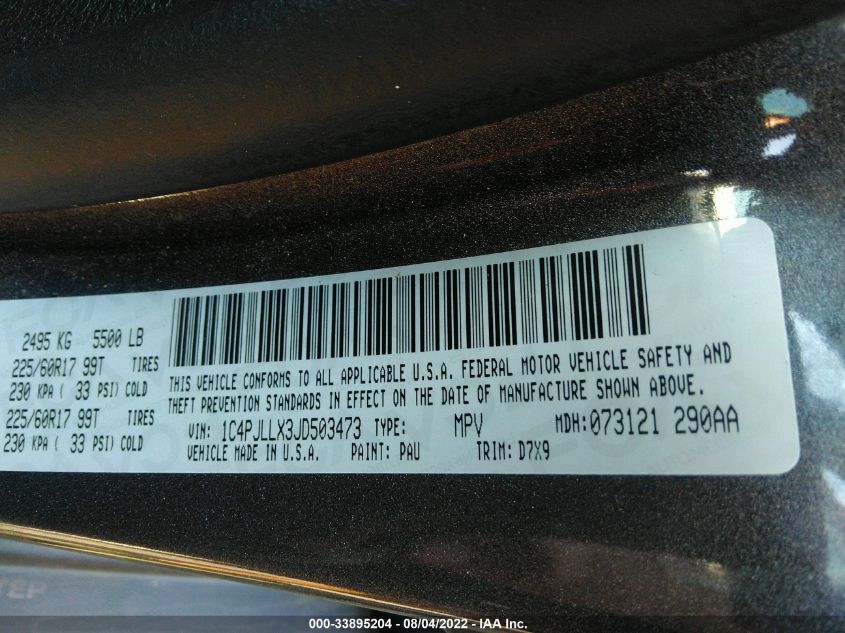 2495 KG 5500 LB
225/60R17 99T TIRES
230 KPA ( 33 PSI) COLD
225/60R17 99T TIRES
230 KPA ( 33 PSI) COLD
THIS VEHICLE CONFORMS TO ALL APPLICABLE U.S.A. FEDERAL MOTOR VEHICLE SAFETY AND
THEFT PREVENTION STANDARDS IN EFFECT ON THE DATE OF MANUFACTURE SHOWN ABOVE.
VIN: 1C4PJLLX3JD503473 TYPE: MPV MDH:073121 290AA
VEHICLE MADE IN U.S.A. PAINT: PAU TRIM: D7X9
000-33895204 - 08/04/2022 - IAA Inc.